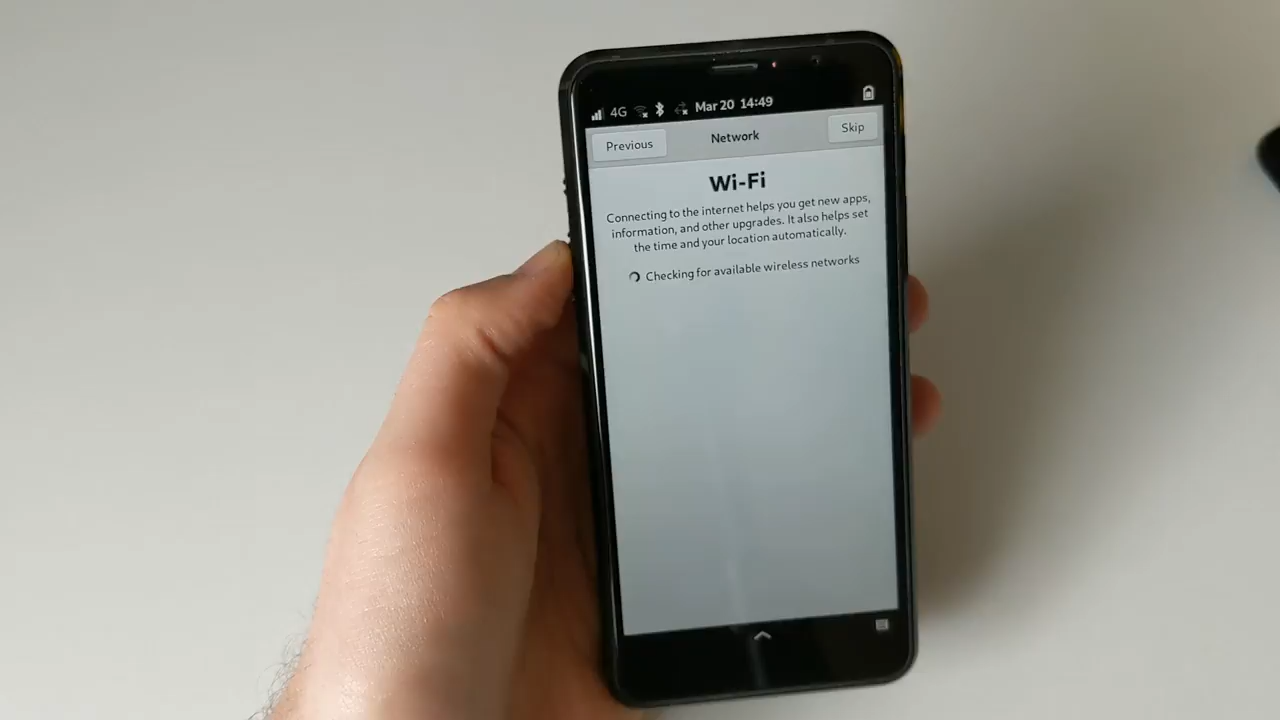 4G Mar 20 14:49
Previous Network Skip
Wi-Fi
Connecting to the internet helps you get new apps,
information, and other upgrades. It also helps set
the time and your location automatically.
Checking for available wireless networks